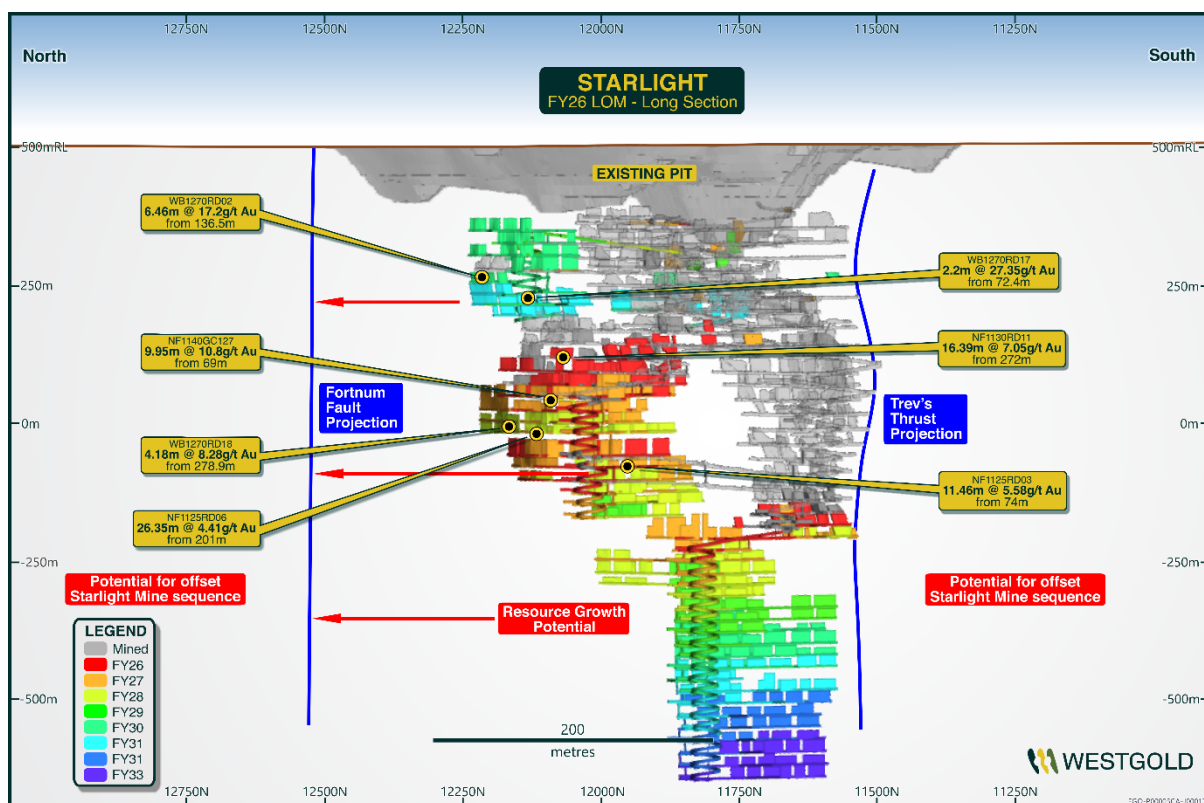 12750N 12500N 12250N 12000N 11750N 11500N 11250N
North
South
STARLIGHT
FY26 LOM - Long Section
500mRL
500mRL
EXISTING PIT
WB1270RD02
6.46m @ 17.2g/t Au
from 136.5m
WB1270RD17
2.2m @ 27.35g/t Au
from 72.4m
250m
250m
NF1140GC127
9.95m @ 10.8g/t Au
from 69m
NF1130RD11
16.39m @ 7.05g/t Au
from 272m
Fortnum
Fault
Projection
Trev's
Thrust
Projection
0m
0m
WB1270RD18
4.18m @ 8.28g/t Au
from 278.9m
NF1125RD03
11.46m @ 5.58g/t Au
from 74m
NF1125RD06
26.35m @ 4.41g/t Au
from 201m
-250m
-250m
Potential for offset
Starlight Mine sequence
Resource Growth
Potential
Potential for offset
Starlight Mine sequence
LEGEND
Mined
FY26
FY27
FY28
FY29
FY30
FY31
FY31
FY33
-500m
-500m
200
metres
WESTGOLD
12750N 12500N 12250N 12000N 11750N 11500N 11250N